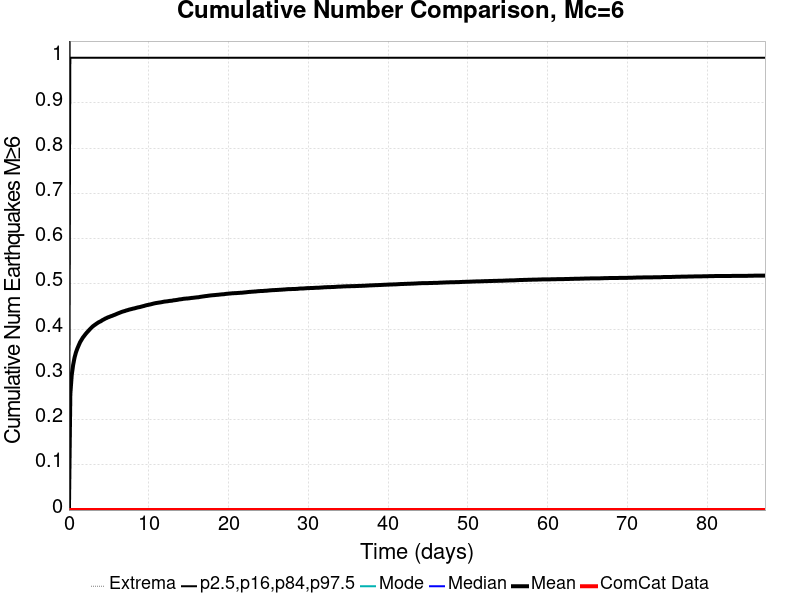 Cumulative Number Comparison, Mc=6
Cumulative Num Earthquakes M≥6
1
0.9
0.8
0.7
0.6
0.5
0.4
0.3
0.2
0.1
0
0 10 20 30 40 50 60 70 80
Time (days)
Extrema p2.5,p16,p84,p97.5 Mode Median Mean ComCat Data